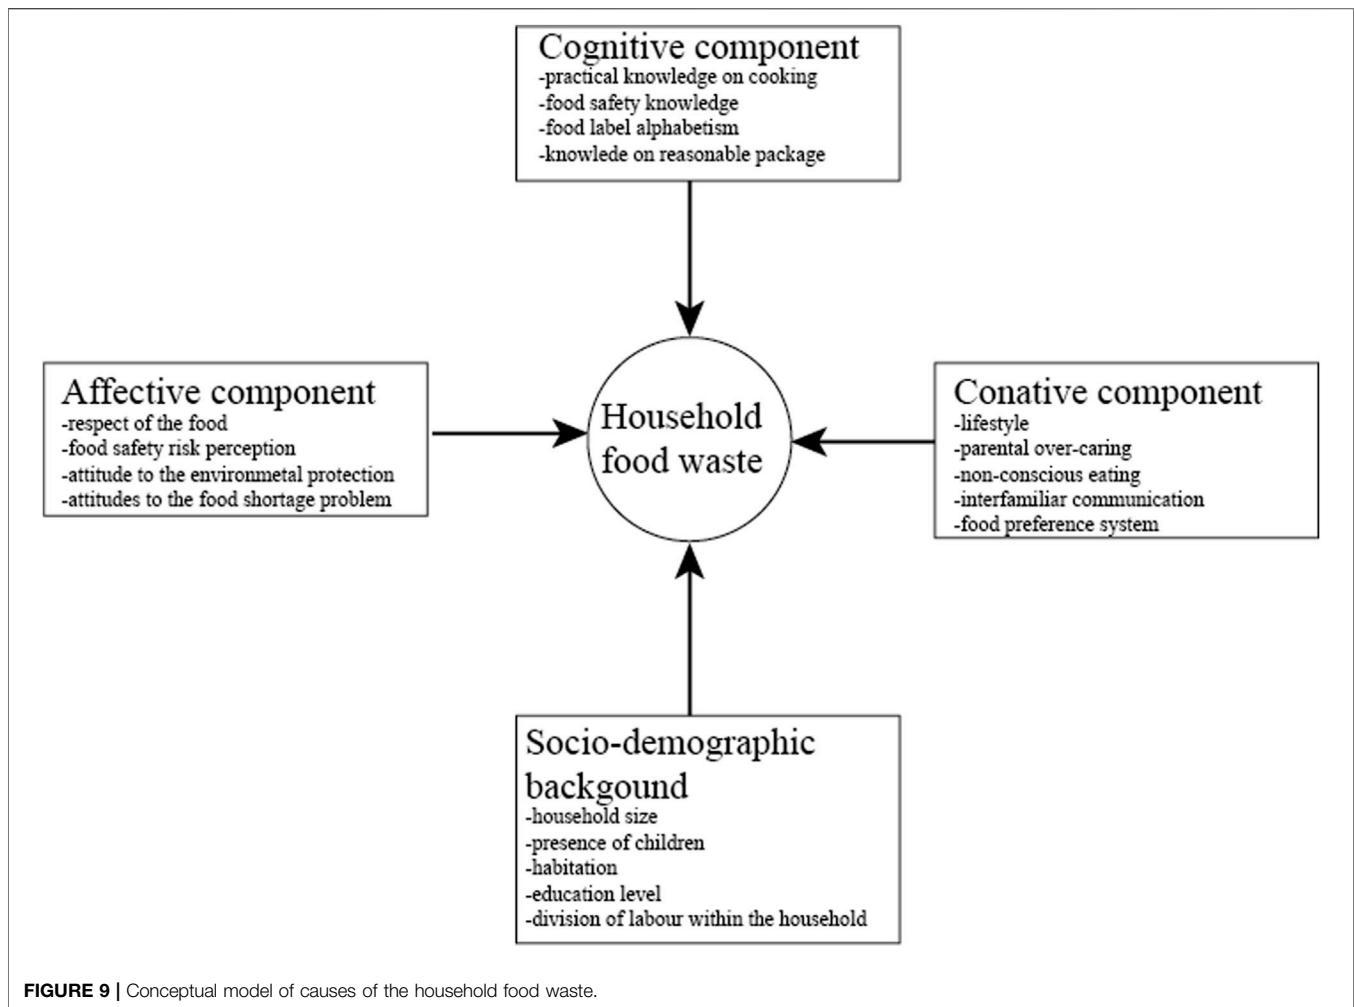 Cognitive component
-practical knowledge on cooking
-food safety knowledge
-food label alphabetism
-knowlede on reasonable package
Affective component
-respect of the food
-food safety risk perception
-attitude to the environmetal protection
-attitudes to the food shortage problem
Household
food waste
Conative component
-lifestyle
-parental over-caring
-non-conscious eating
-interfamiliar communication
-food preference system
Socio-demographic
backgound
-household size
-presence of children
-habitation
-education level
-division of labour within the household
FIGURE 9 | Conceptual model of causes of the household food waste.